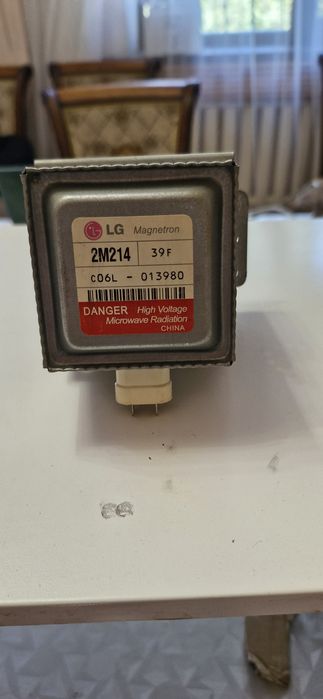 LG Magnetron
2M214 39F
C06L - 013980
DANGER High Voltage
Microwave Radiation
CHINA